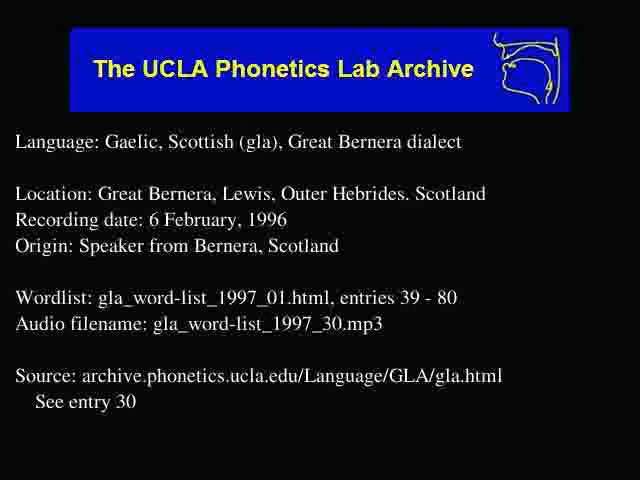 The UCLA Phonetics Lab Archive
Language: Gaelic, Scottish (gla), Great Bernera dialect
Location: Great Bernera, Lewis, Outer Hebrides. Scotland
Recording date: 6 February, 1996
Origin: Speaker from Bernera, Scotland
Wordlist: gla_word-list_1997_01.html, entries 39 - 80
Audio filename: gla_word-list_1997_30.mp3
Source: archive.phonetics.ucla.edu/Language/GLA/gla.html
See entry 30